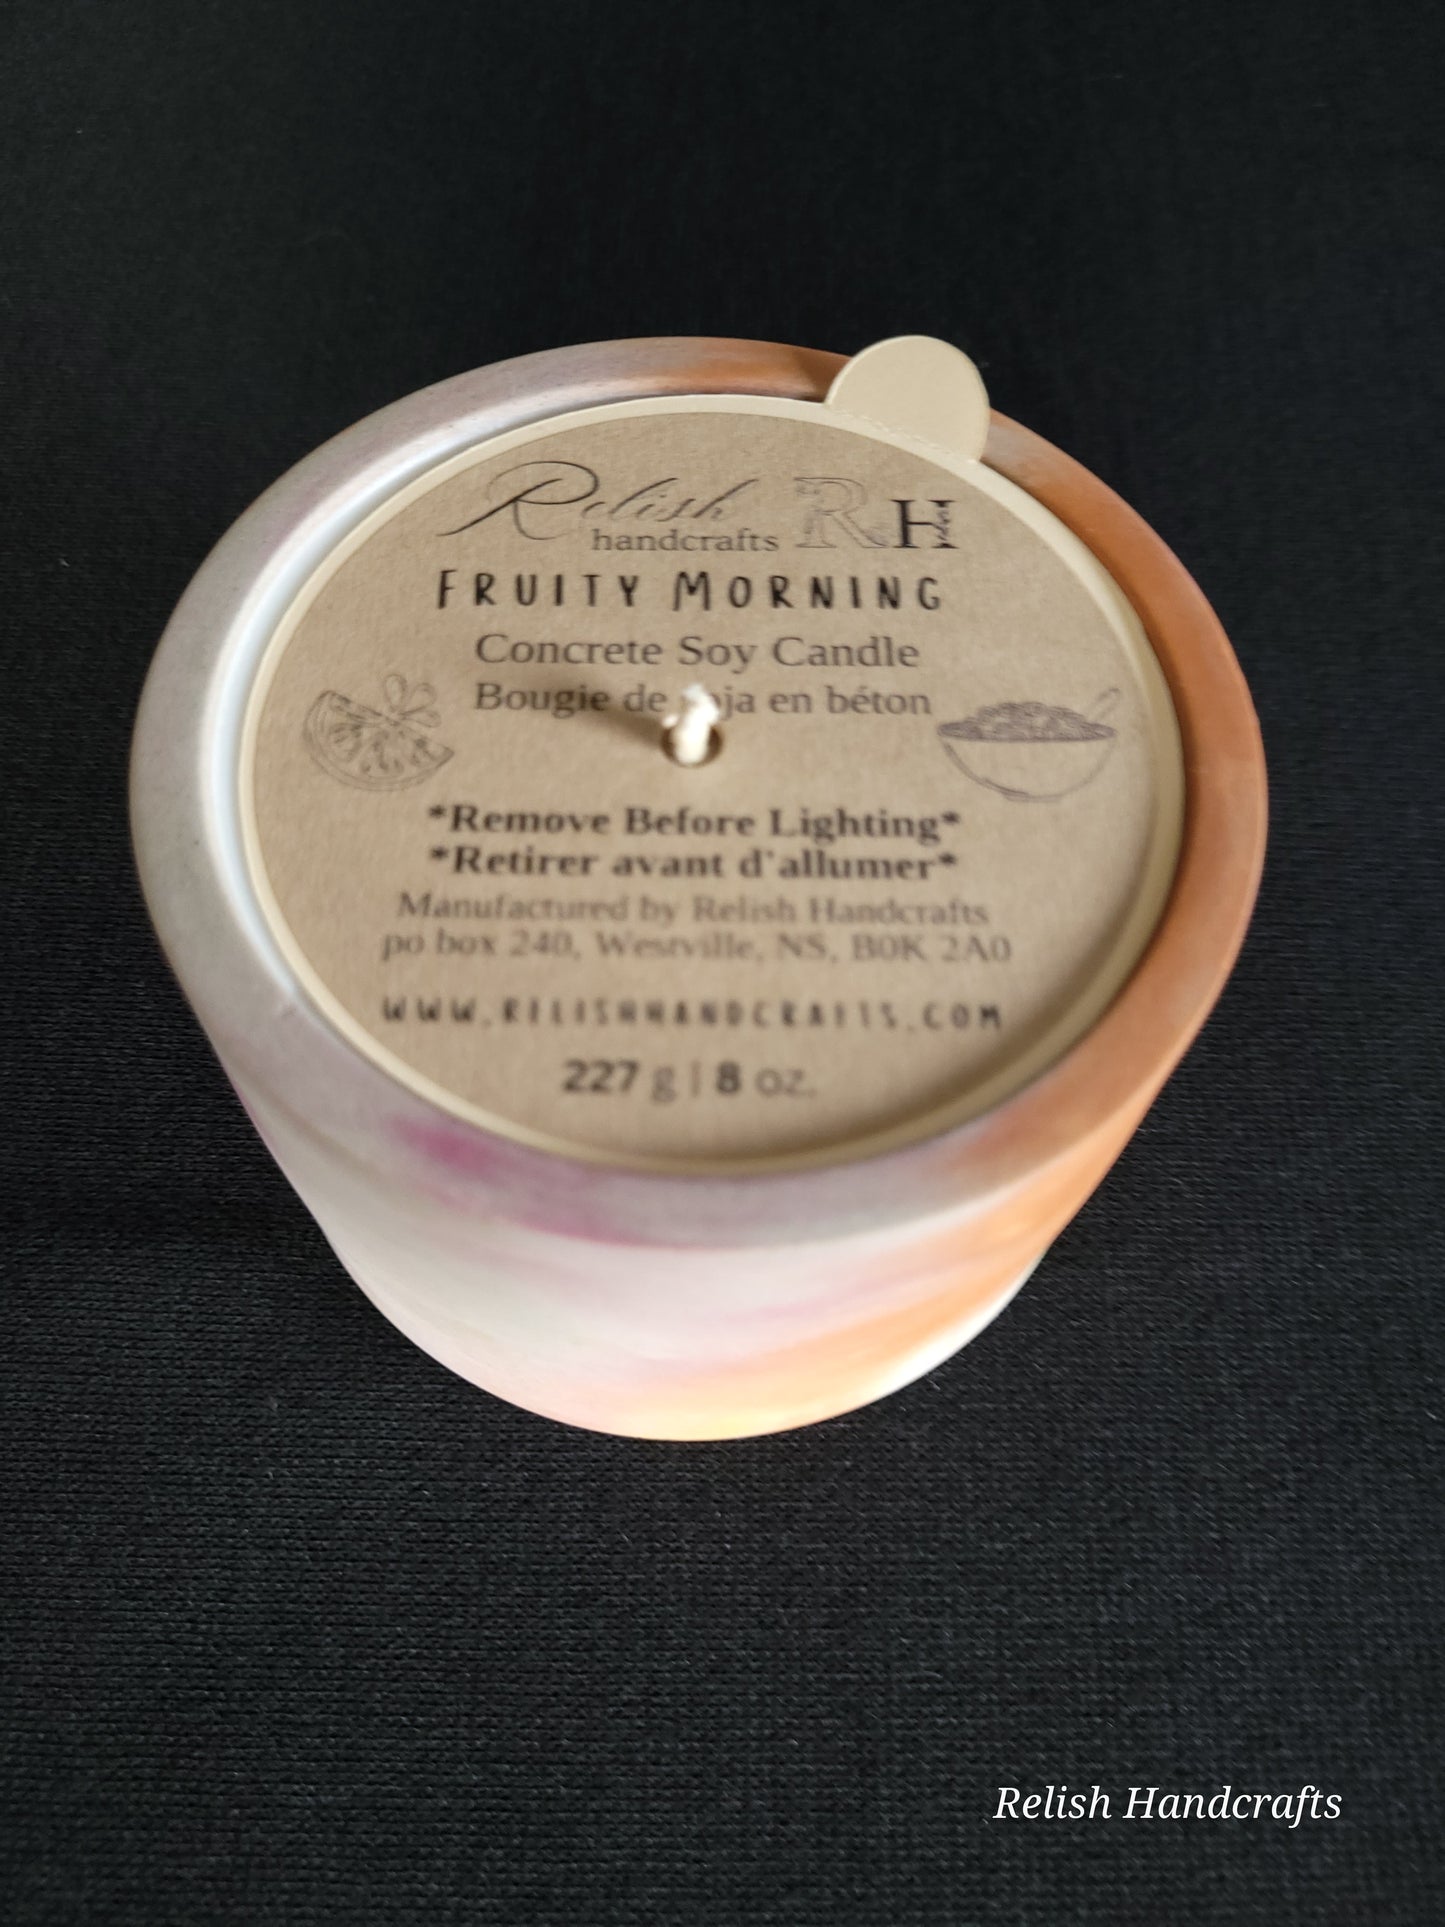 Relish RH
handcrafts
FRUITY MORNING
Concrete Soy Candle
Bougie de en béton
*Remove Before Lighting*
*Retirer avant d'allumer*
Manufactured by Relish Handcrafts
po box 240, Westville, NS, B0K 2A0
WWW.RELISHHANDCRAFTS.COM
227 g | 8 oz.
Relish Handcrafts